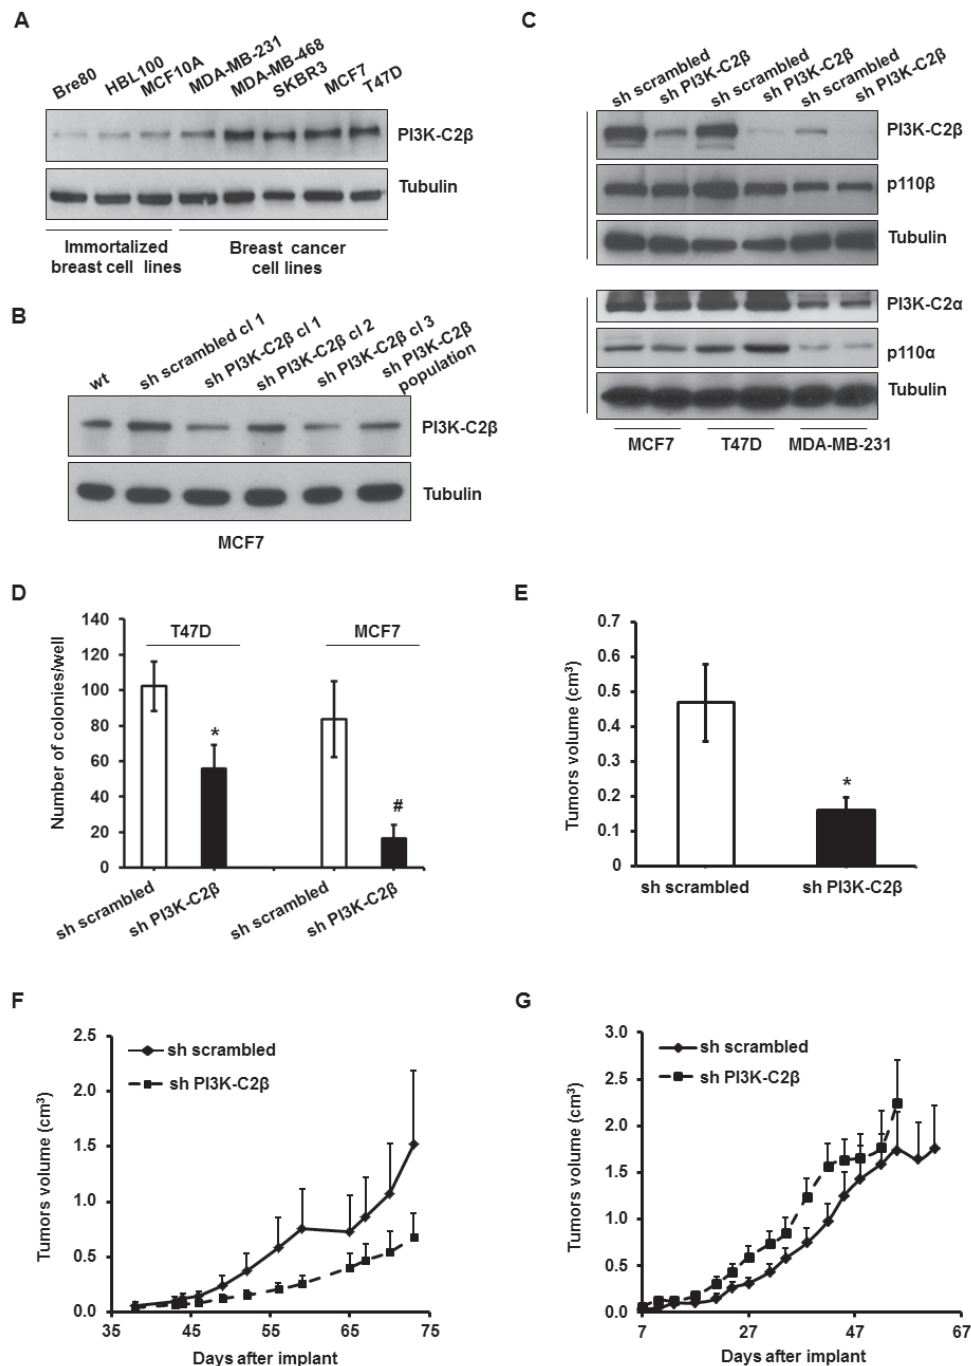 A
Bre80
HBL100
MCF10A
MDA-MB-231
MDA-MB-468
SKBR3
MCF7
T47D
PI3K-C2β
Tubulin
Immortalized
breast cell lines
Breast cancer
cell lines
B
wt
sh scrambled cl 1
sh PI3K-C2β cl 1
sh PI3K-C2β cl 2
sh PI3K-C2β cl 3
sh PI3K-C2β
population
PI3K-C2β
Tubulin
MCF7
C
sh scrambled
sh PI3K-C2β
sh scrambled
sh PI3K-C2β
sh scrambled
sh PI3K-C2β
PI3K-C2β
p110β
Tubulin
PI3K-C2α
p110α
Tubulin
MCF7
T47D
MDA-MB-231
D
Number of colonies/well
140
120
100
80
60
40
20
0
T47D
MCF7
*
#
sh scrambled
sh PI3K-C2β
sh scrambled
sh PI3K-C2β
E
Tumors volume (cm³)
0.7
0.6
0.5
0.4
0.3
0.2
0.1
0
*
sh scrambled
sh PI3K-C2β
F
Tumors volume (cm³)
2.5
2.0
1.5
1.0
0.5
0.0
sh scrambled
sh PI3K-C2β
35
45
55
65
75
Days after implant
G
Tumors volume (cm³)
3.0
2.5
2.0
1.5
1.0
0.5
0.0
sh scrambled
sh PI3K-C2β
7
27
47
67
Days after implant